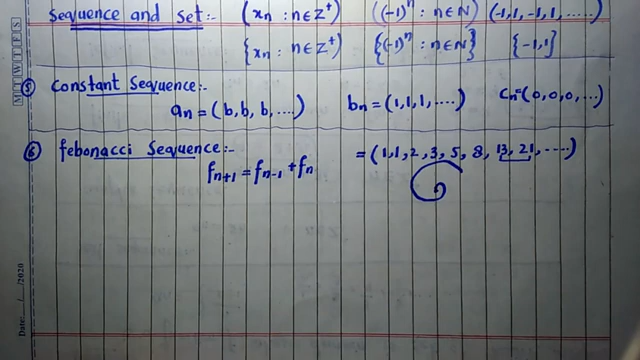 Sequence and Set:- (xn : n∈Z⁺) ((-1)ⁿ : n∈N) (-1,1,-1,1,.....)
{xn : n∈Z⁺} {(-1)ⁿ : n∈N} {-1,1}
⑤ Constant Sequence:-
an = (b,b,b,....) bn = (1,1,1,....) Cn=(0,0,0,...)
⑥ febonacci Sequence:- = (1,1,2,3,5,8,13,21,.....)
fn+1 = fn-1 + fn
Date:..../..../2020